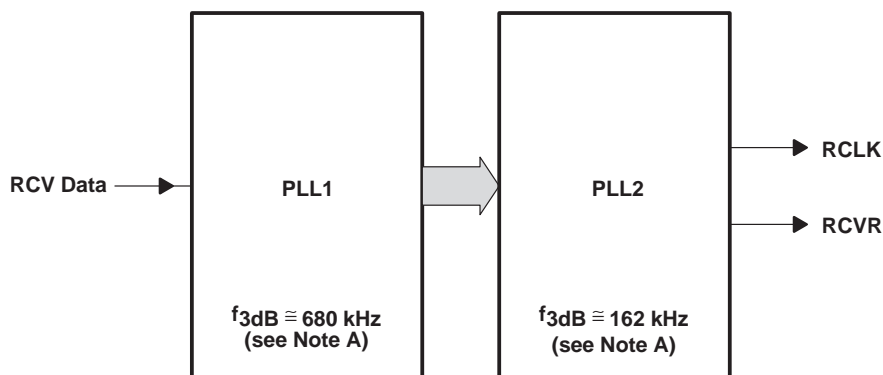 RCV Data
PLL1
f3dB ≅ 680 kHz
(see Note A)
PLL2
f3dB ≅ 162 kHz
(see Note A)
RCLK
RCVR